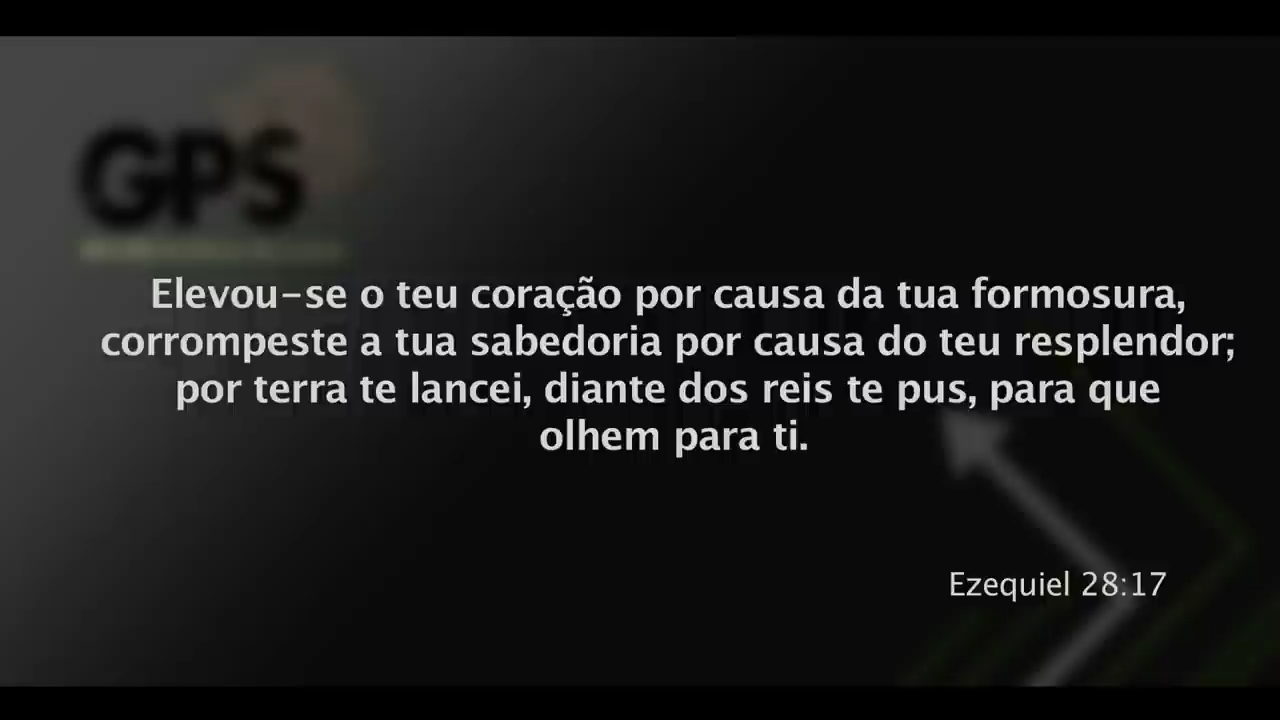 GPS
Elevou-se o teu coração por causa da tua formosura,
corrompeste a tua sabedoria por causa do teu resplendor;
por terra te lancei, diante dos reis te pus, para que
olhem para ti.
Ezequiel 28:17